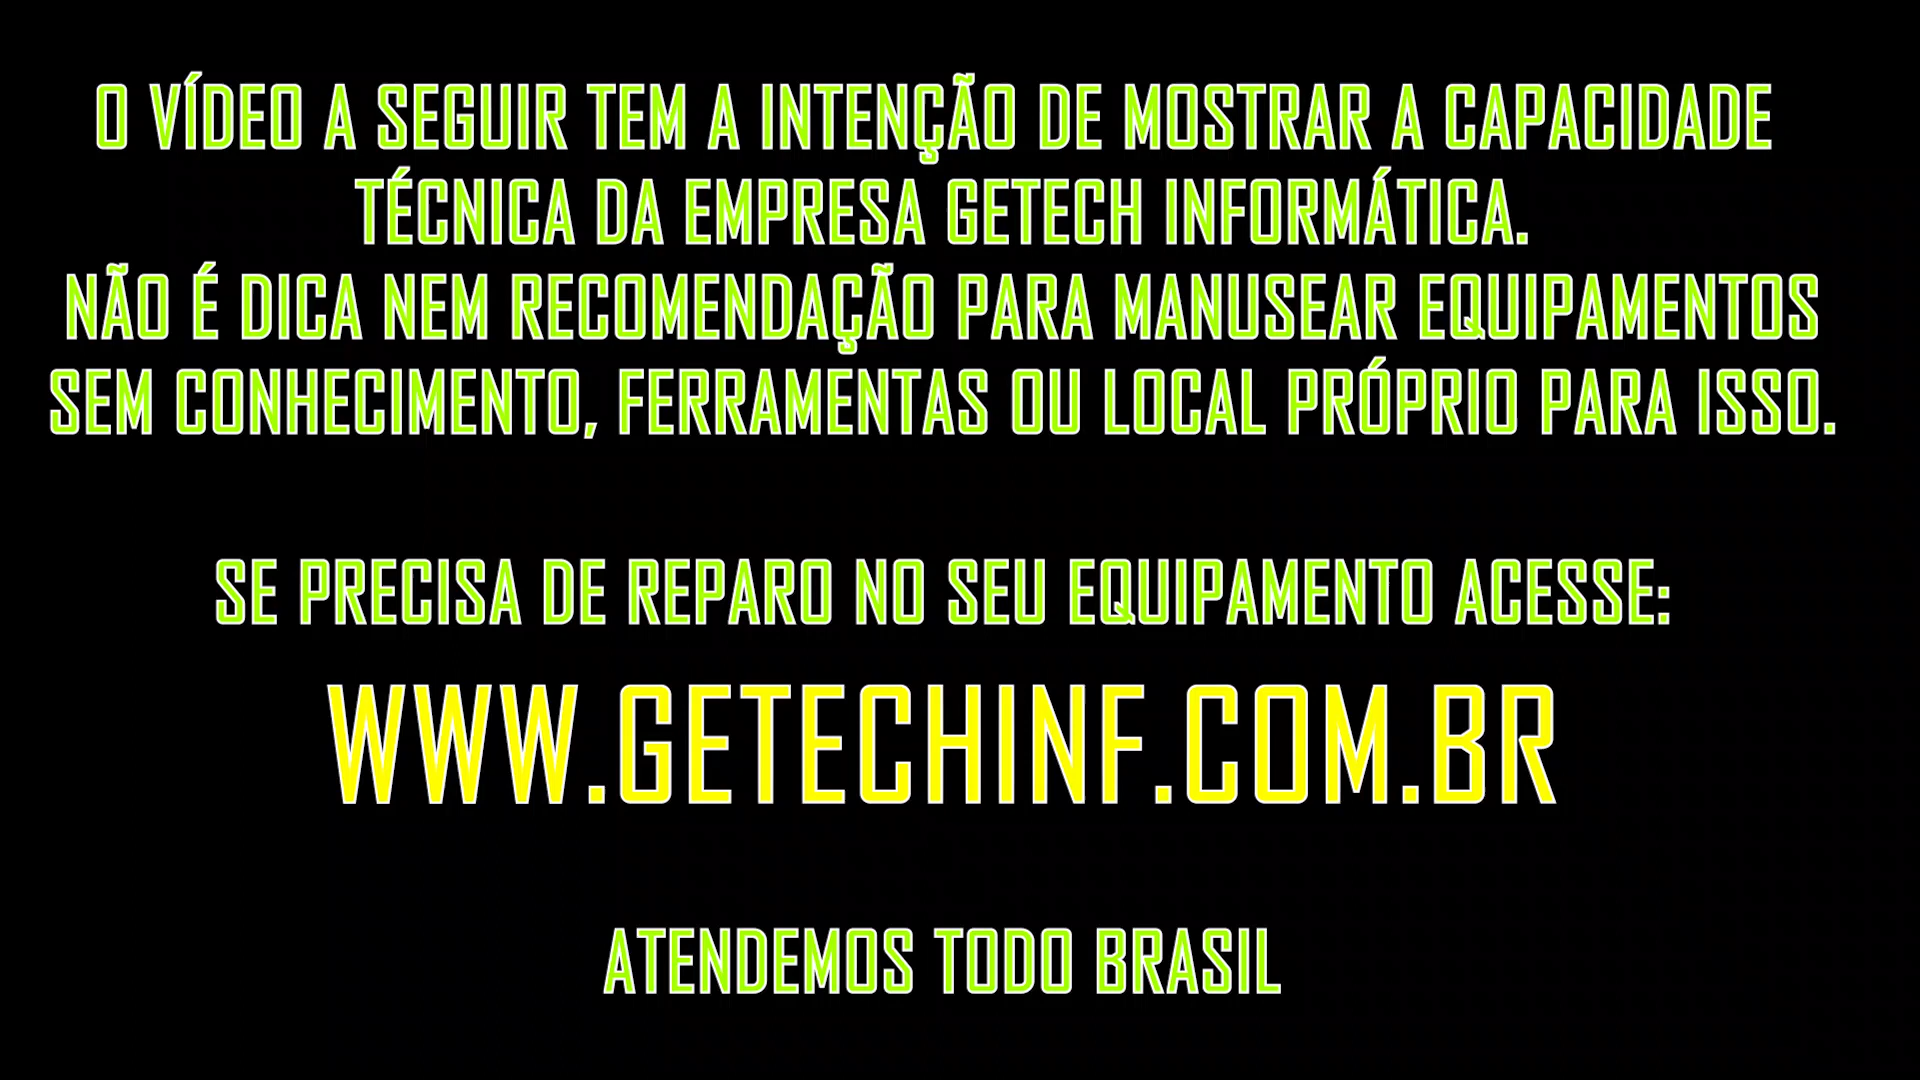 O VÍDEO A SEGUIR TEM A INTENÇÃO DE MOSTRAR A CAPACIDADE
TÉCNICA DA EMPRESA GETECH INFORMÁTICA.
NÃO É DICA NEM RECOMENDAÇÃO PARA MANUSEAR EQUIPAMENTOS
SEM CONHECIMENTO, FERRAMENTAS OU LOCAL PRÓPRIO PARA ISSO.
SE PRECISA DE REPARO NO SEU EQUIPAMENTO ACESSE:
WWW.GETECHINF.COM.BR
ATENDEMOS TODO BRASIL